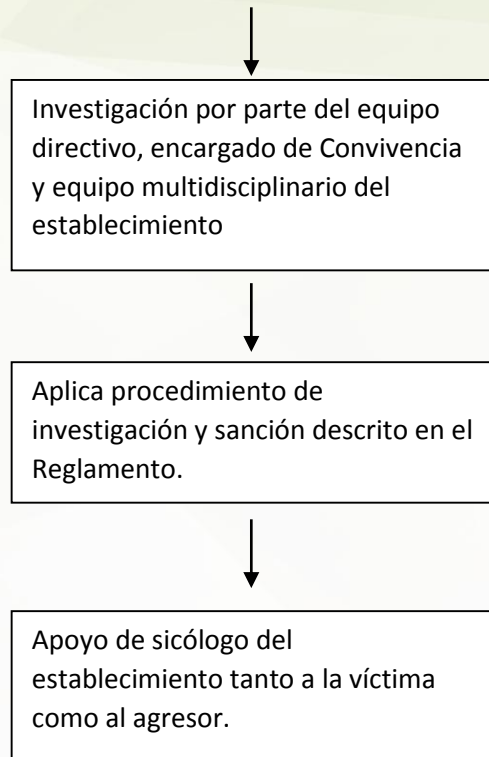 Investigación por parte del equipo
directivo, encargado de Convivencia
y equipo multidisciplinario del
establecimiento
Aplica procedimiento de
investigación y sanción descrito en el
Reglamento.
Apoyo de sicólogo del
establecimiento tanto a la víctima
como al agresor.